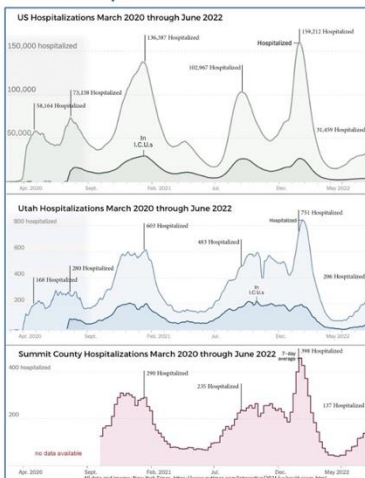 US Hospitalizations March 2020 through June 2022
150,000 hospitalized
136,387 Hospitalized
Hospitalized
159,212 Hospitalized
100,000
102,967 Hospitalized
73,158 Hospitalized
58,164 Hospitalized
50,000
In
I.C.U.s
31,459 Hospitalized
Apr. 2020
Sept.
Feb. 2021
Jul.
Dec.
May 2022
Utah Hospitalizations March 2020 through June 2022
800 hospitalized
603 Hospitalized
Hospitalized
751 Hospitalized
600
483 Hospitalized
400
280 Hospitalized
168 Hospitalized
200
In
I.C.U.s
206 Hospitalized
Apr. 2020
Sept.
Feb. 2021
Jul.
Dec.
May 2022
Summit County Hospitalizations March 2020 through June 2022
7-day
average
398 Hospitalized
400 hospitalized
290 Hospitalized
235 Hospitalized
200
137 Hospitalized
no data available
Apr. 2020
Sept.
Feb. 2021
Jul.
Dec.
May 2022